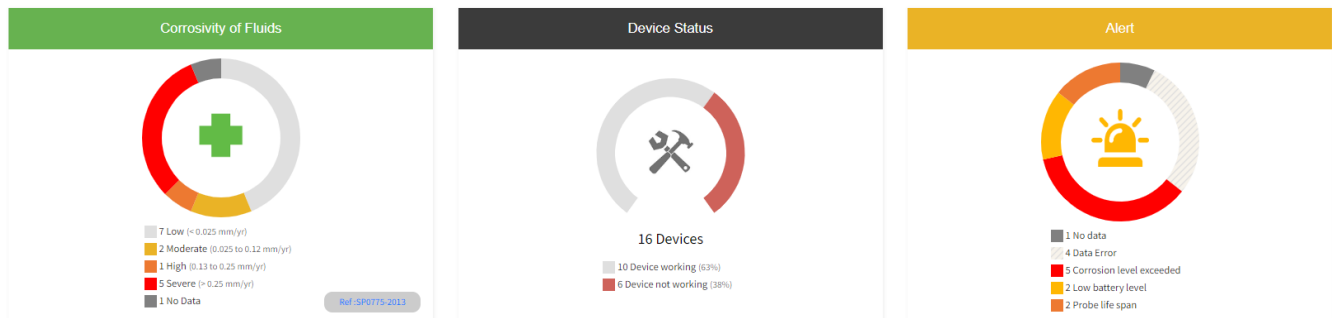 Corrosivity of Fluids
7 Low (< 0.025 mm/yr)
2 Moderate (0.025 to 0.12 mm/yr)
1 High (0.13 to 0.25 mm/yr)
5 Severe (> 0.25 mm/yr)
1 No Data
Ref :SP0775-2013
Device Status
16 Devices
10 Device working (63%)
6 Device not working (38%)
Alert
1 No data
4 Data Error
5 Corrosion level exceeded
2 Low battery level
2 Probe life span